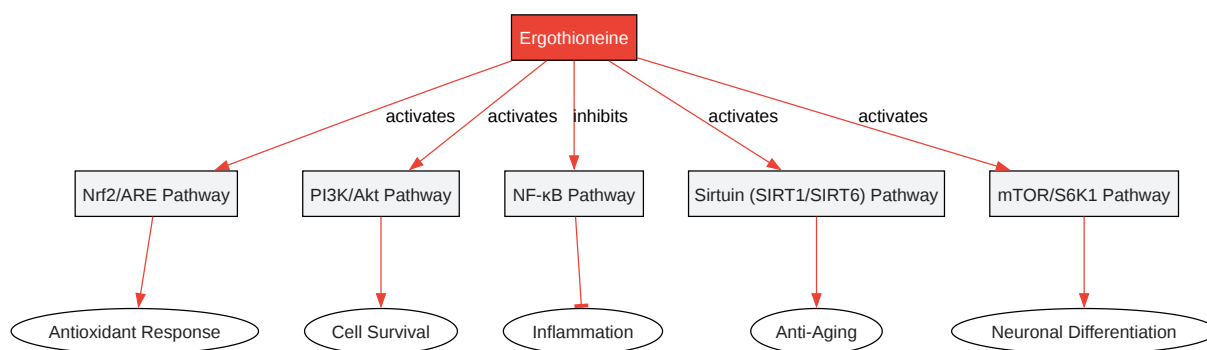 Ergothioneine
activates
activates
inhibits
activates
activates
Nrf2/ARE Pathway
PI3K/Akt Pathway
NF-κB Pathway
Sirtuin (SIRT1/SIRT6) Pathway
mTOR/S6K1 Pathway
Antioxidant Response
Cell Survival
Inflammation
Anti-Aging
Neuronal Differentiation